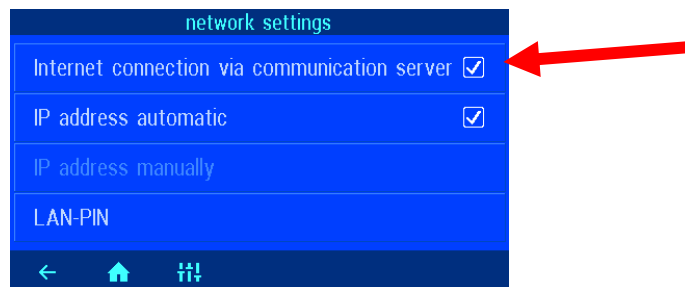 network settings
Internet connection via communication server
IP address automatic
IP address manually
LAN-PIN